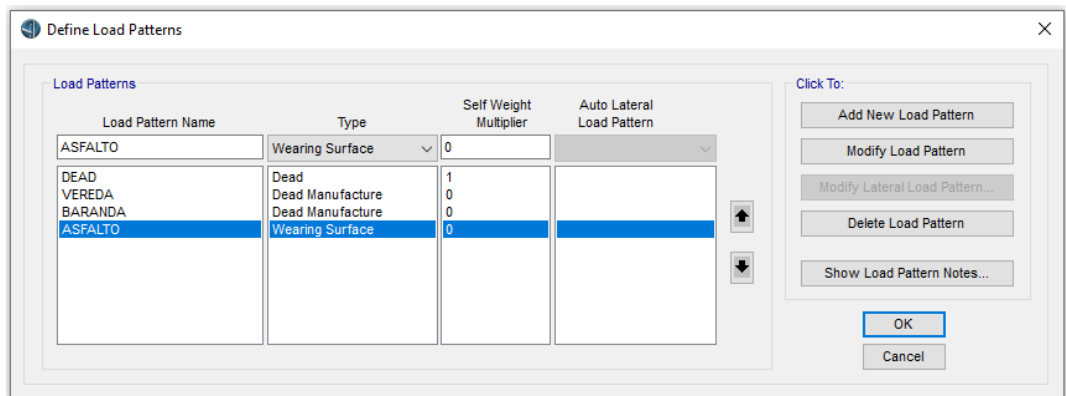 Define Load Patterns
Load Patterns
Click To:
Load Pattern Name
Type
Self Weight
Multiplier
Auto Lateral
Load Pattern
ASFALTO
Wearing Surface
0
DEAD Dead 1
VEREDA Dead Manufacture 0
BARANDA Dead Manufacture 0
ASFALTO Wearing Surface 0
Add New Load Pattern
Modify Load Pattern
Modify Lateral Load Pattern...
Delete Load Pattern
Show Load Pattern Notes...
OK
Cancel